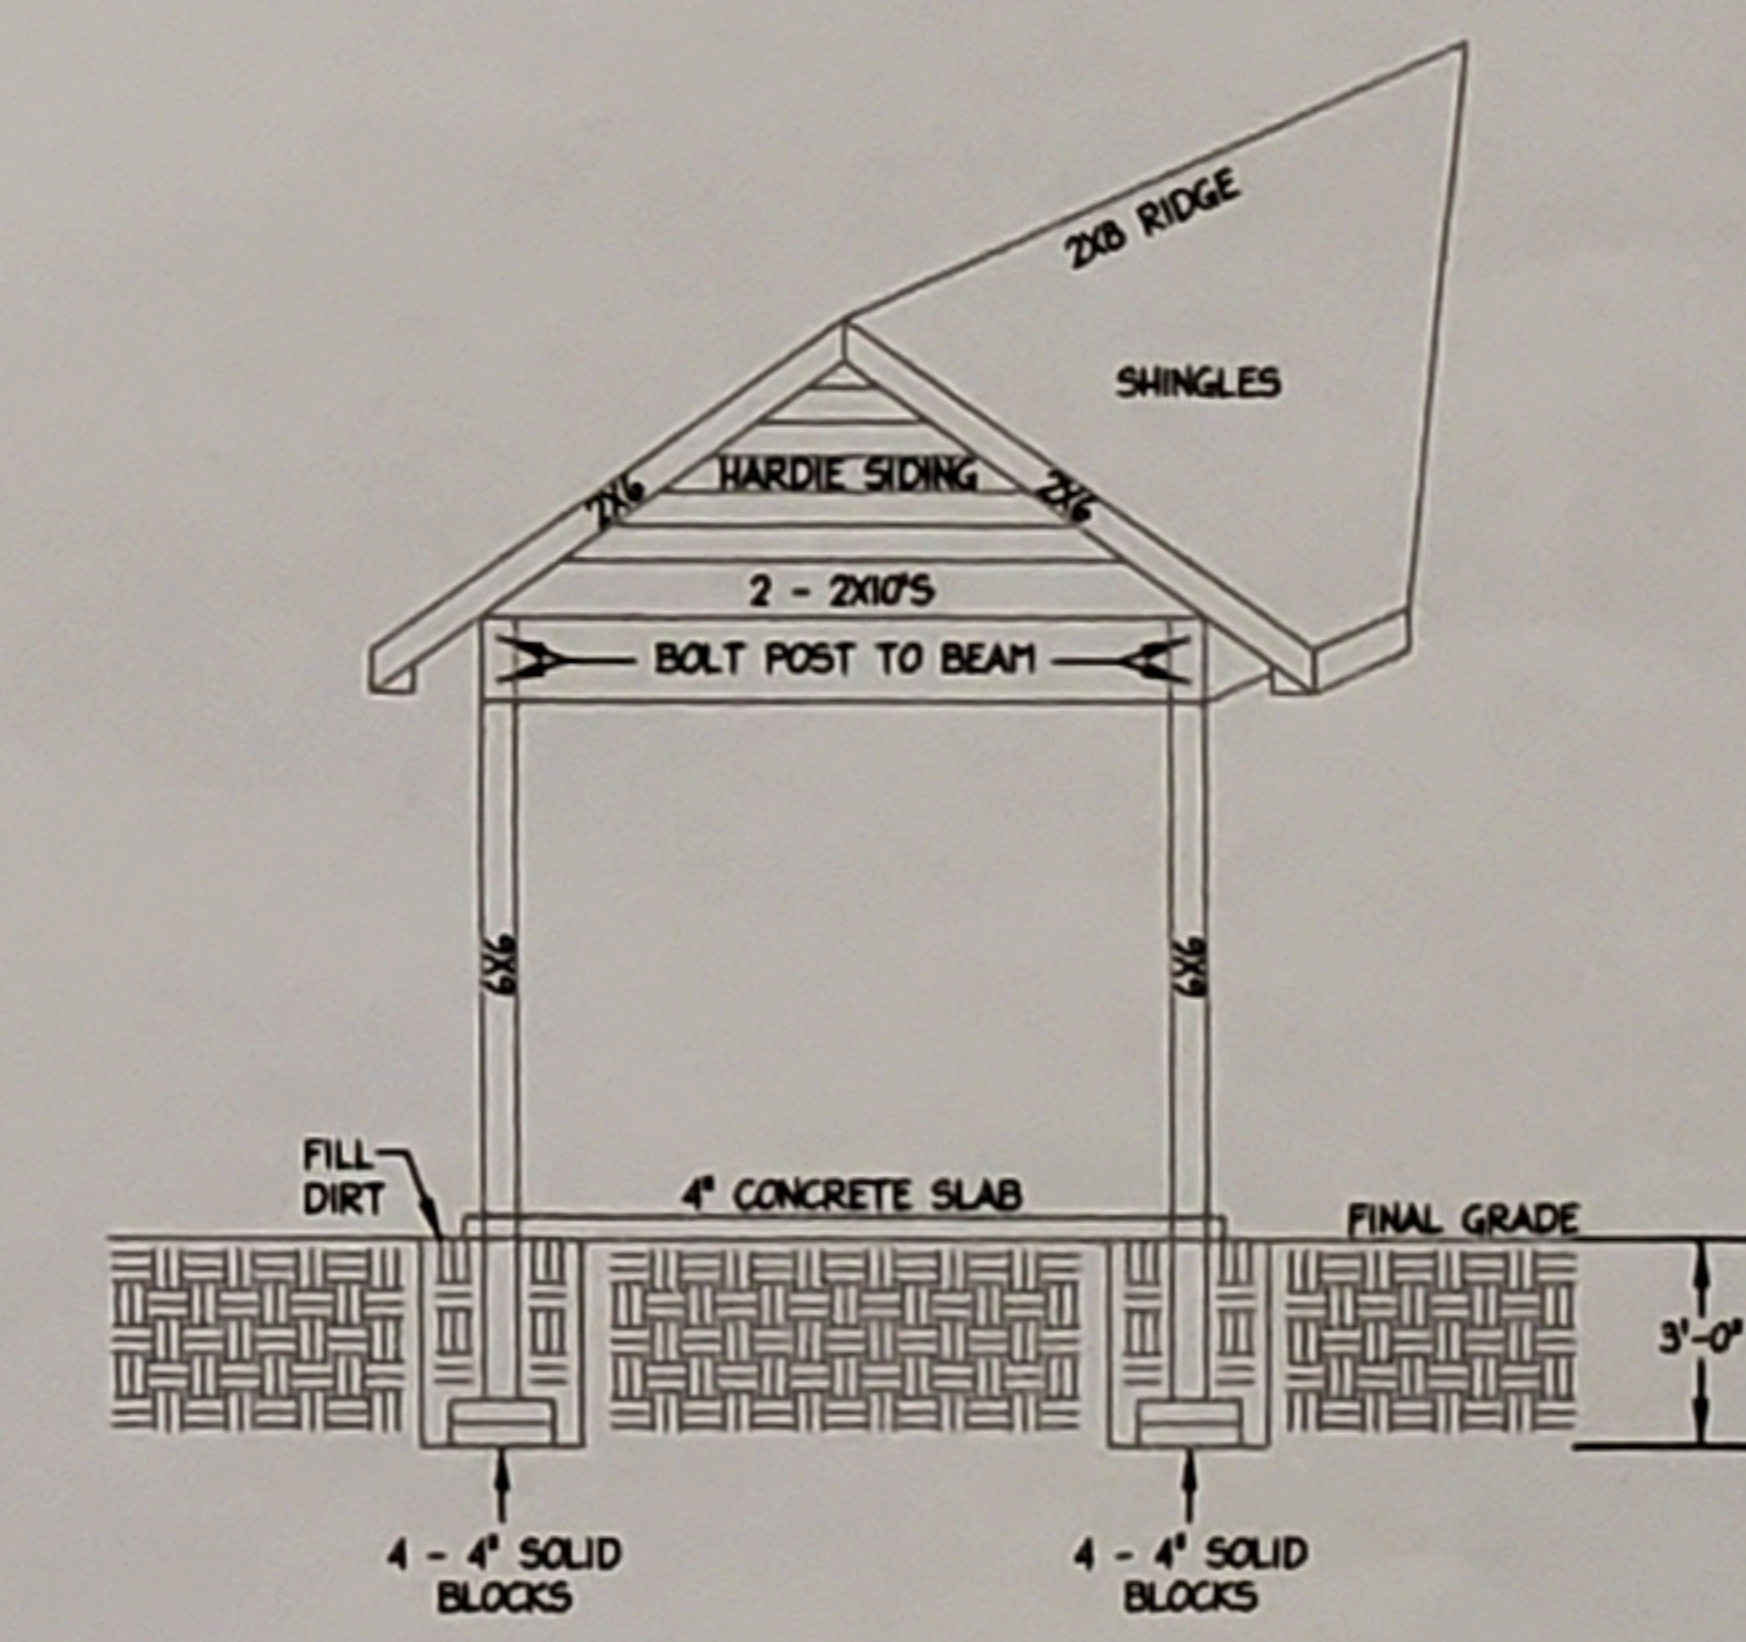 2X8 RIDGE
SHINGLES
HARDIE SIDING
2X6
2X6
2 - 2X10'S
BOLT POST TO BEAM
6X6
6X6
FILL
DIRT
4" CONCRETE SLAB
FINAL GRADE
3'-0"
4 - 4" SOLID
BLOCKS
4 - 4" SOLID
BLOCKS